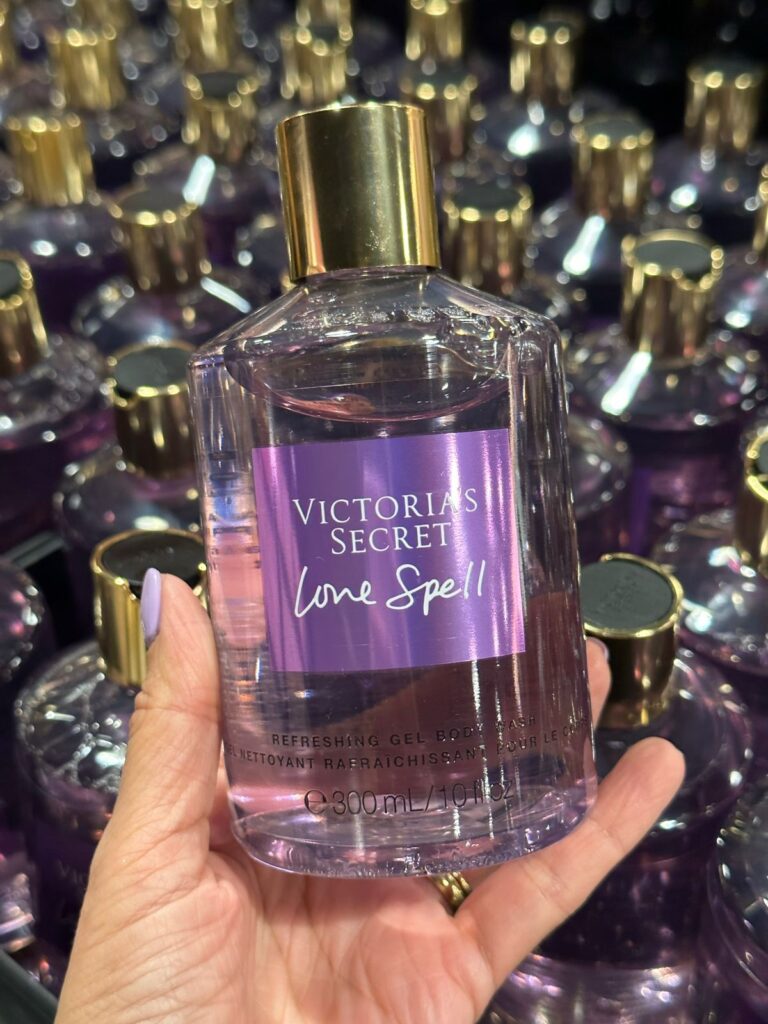 VICTORIA'S
SECRET
Love Spell
REFRESHING GEL BODY WASH
GEL NETTOYANT RAFRAÎCHISSANT POUR LE CORPS
℮300 mL/10 fl oz